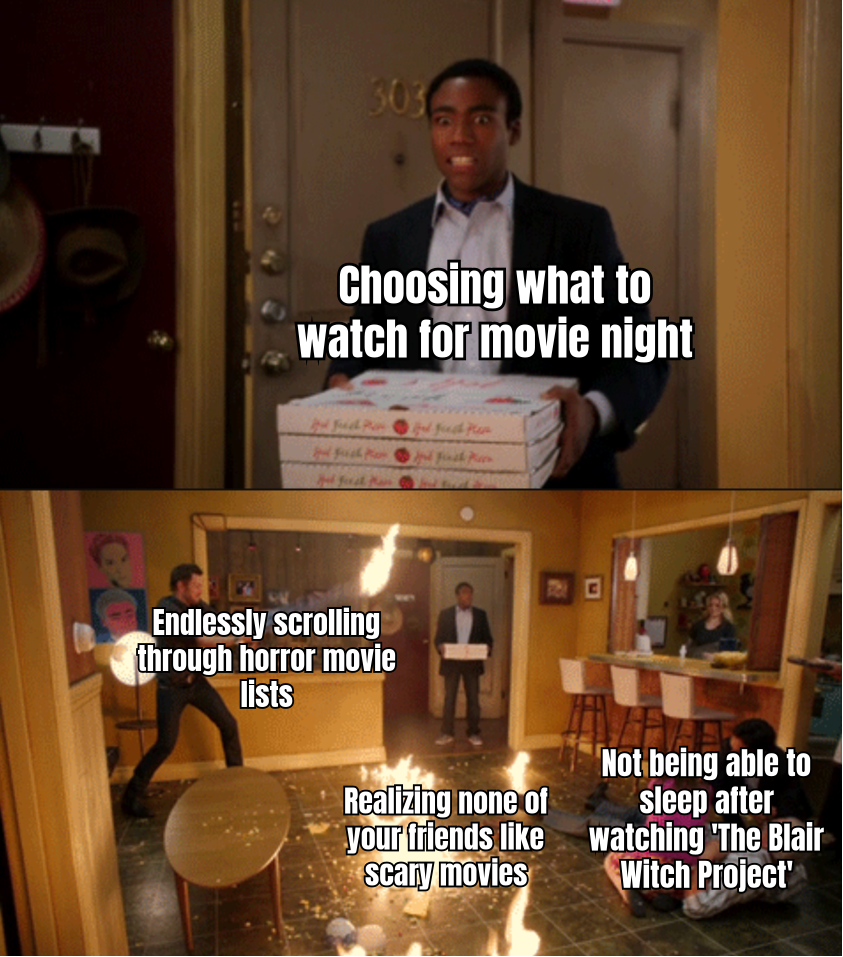 303
Choosing what to
watch for movie night
Endlessly scrolling
through horror movie
lists
Realizing none of
your friends like
scary movies
Not being able to
sleep after
watching 'The Blair
Witch Project'